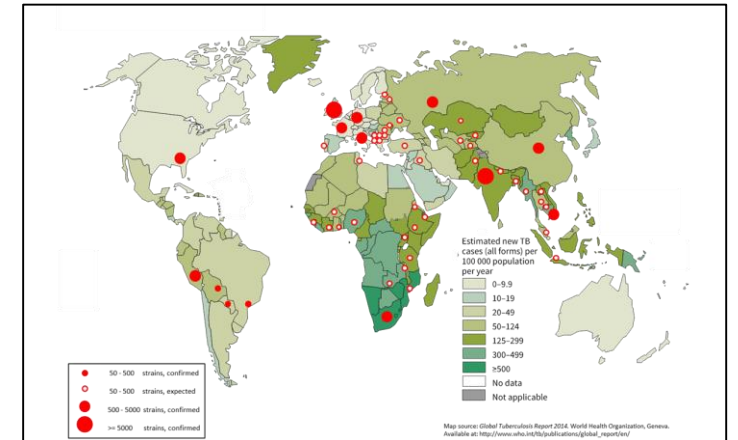 Estimated new TB
cases (all forms) per
100 000 population
per year
0–9.9
10–19
20–49
50–124
125–299
300–499
≥500
No data
Not applicable
50 - 500 strains, confirmed
50 - 500 strains, expected
500 - 5000 strains, confirmed
>= 5000 strains, confirmed
Map source: Global Tuberculosis Report 2014. World Health Organization, Geneva.
Available at: http://www.who.int/tb/publications/global_report/en/